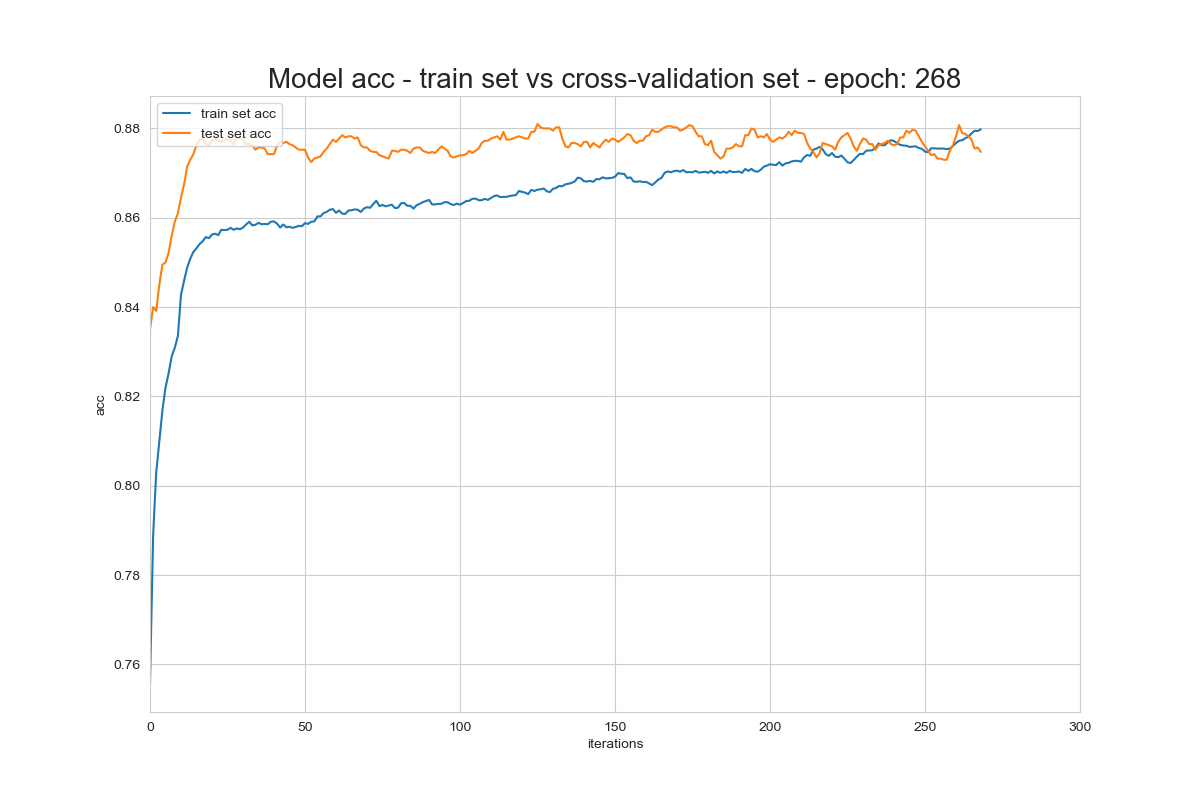 Model acc - train set vs cross-validation set - epoch: 268
train set acc
test set acc
0.88
0.86
0.84
0.82
0.80
0.78
0.76
acc
0 50 100 150 200 250 300
iterations